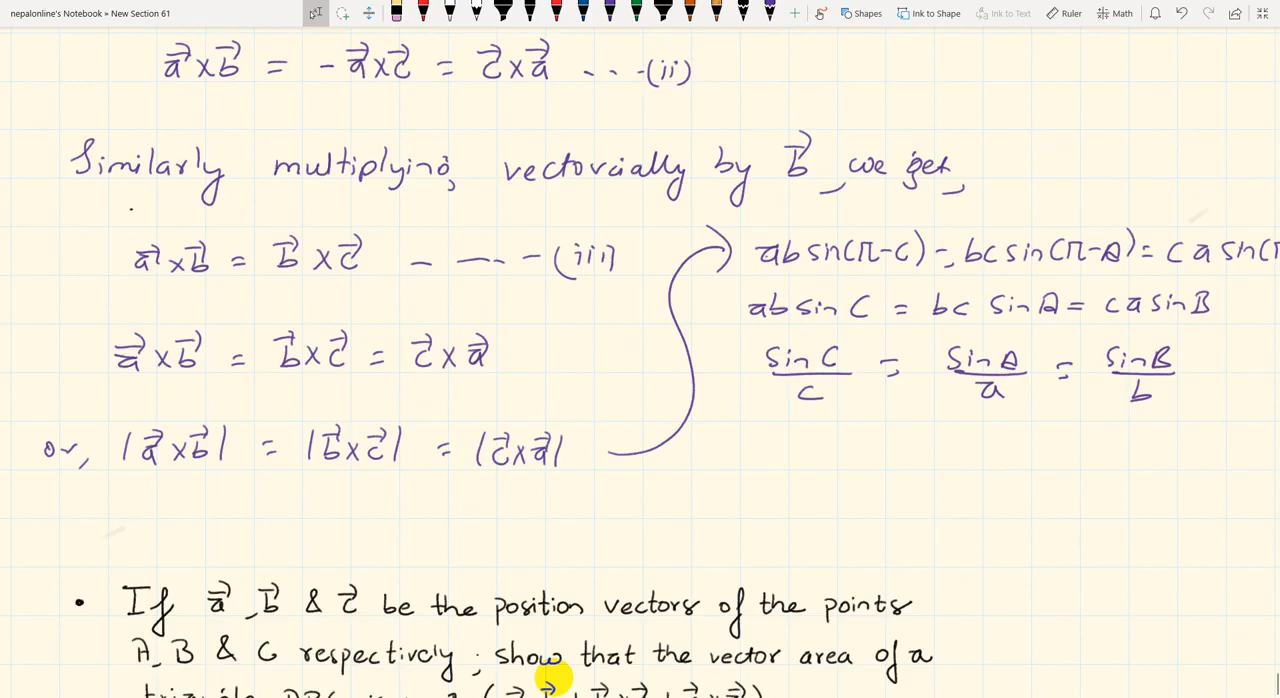 nepalonline's Notebook » New Section 61
Shapes Ink to Shape Ink to Text Ruler Math
a⃗ × b⃗ = - a⃗ × c⃗ = c⃗ × a⃗ - - -(ii)
Similarly multiplying, vectorcially by b⃗, we get,
a⃗ × b⃗ = b⃗ × c⃗ - --- - (iii)
a⃗ × b⃗ = b⃗ × c⃗ = c⃗ × a⃗
or, |a⃗ × b⃗| = |b⃗ × c⃗| = |c⃗ × a⃗|
ab sin(π-C) = bc sin(π-A) = ca sin(π
ab sin C = bc sin A = ca sin B
sin C / c = sin A / a = sin B / b
• If a⃗, b⃗ & c⃗ be the position vectors of the points
A, B & C respectively; show that the vector area of a